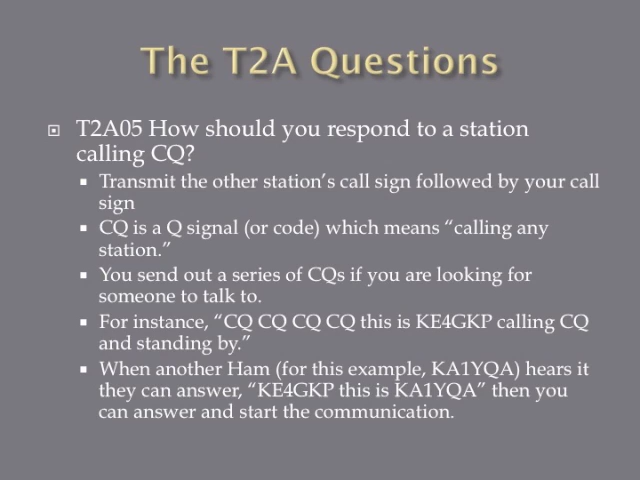 The T2A Questions
T2A05 How should you respond to a station
calling CQ?
Transmit the other station’s call sign followed by your call
sign
CQ is a Q signal (or code) which means “calling any
station.”
You send out a series of CQs if you are looking for
someone to talk to.
For instance, “CQ CQ CQ CQ this is KE4GKP calling CQ
and standing by.”
When another Ham (for this example, KA1YQA) hears it
they can answer, “KE4GKP this is KA1YQA” then you
can answer and start the communication.